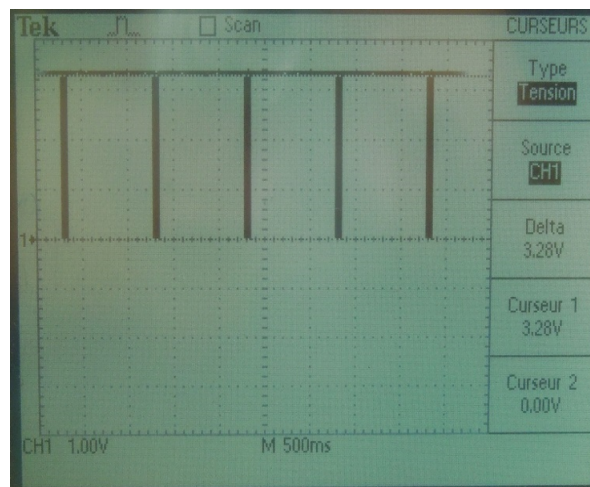 Tek Scan CURSEURS
Type
Tension
Source
CH1
Delta
3.28V
Curseur 1
3.28V
Curseur 2
0.00V
1
CH1 1.00V M 500ms